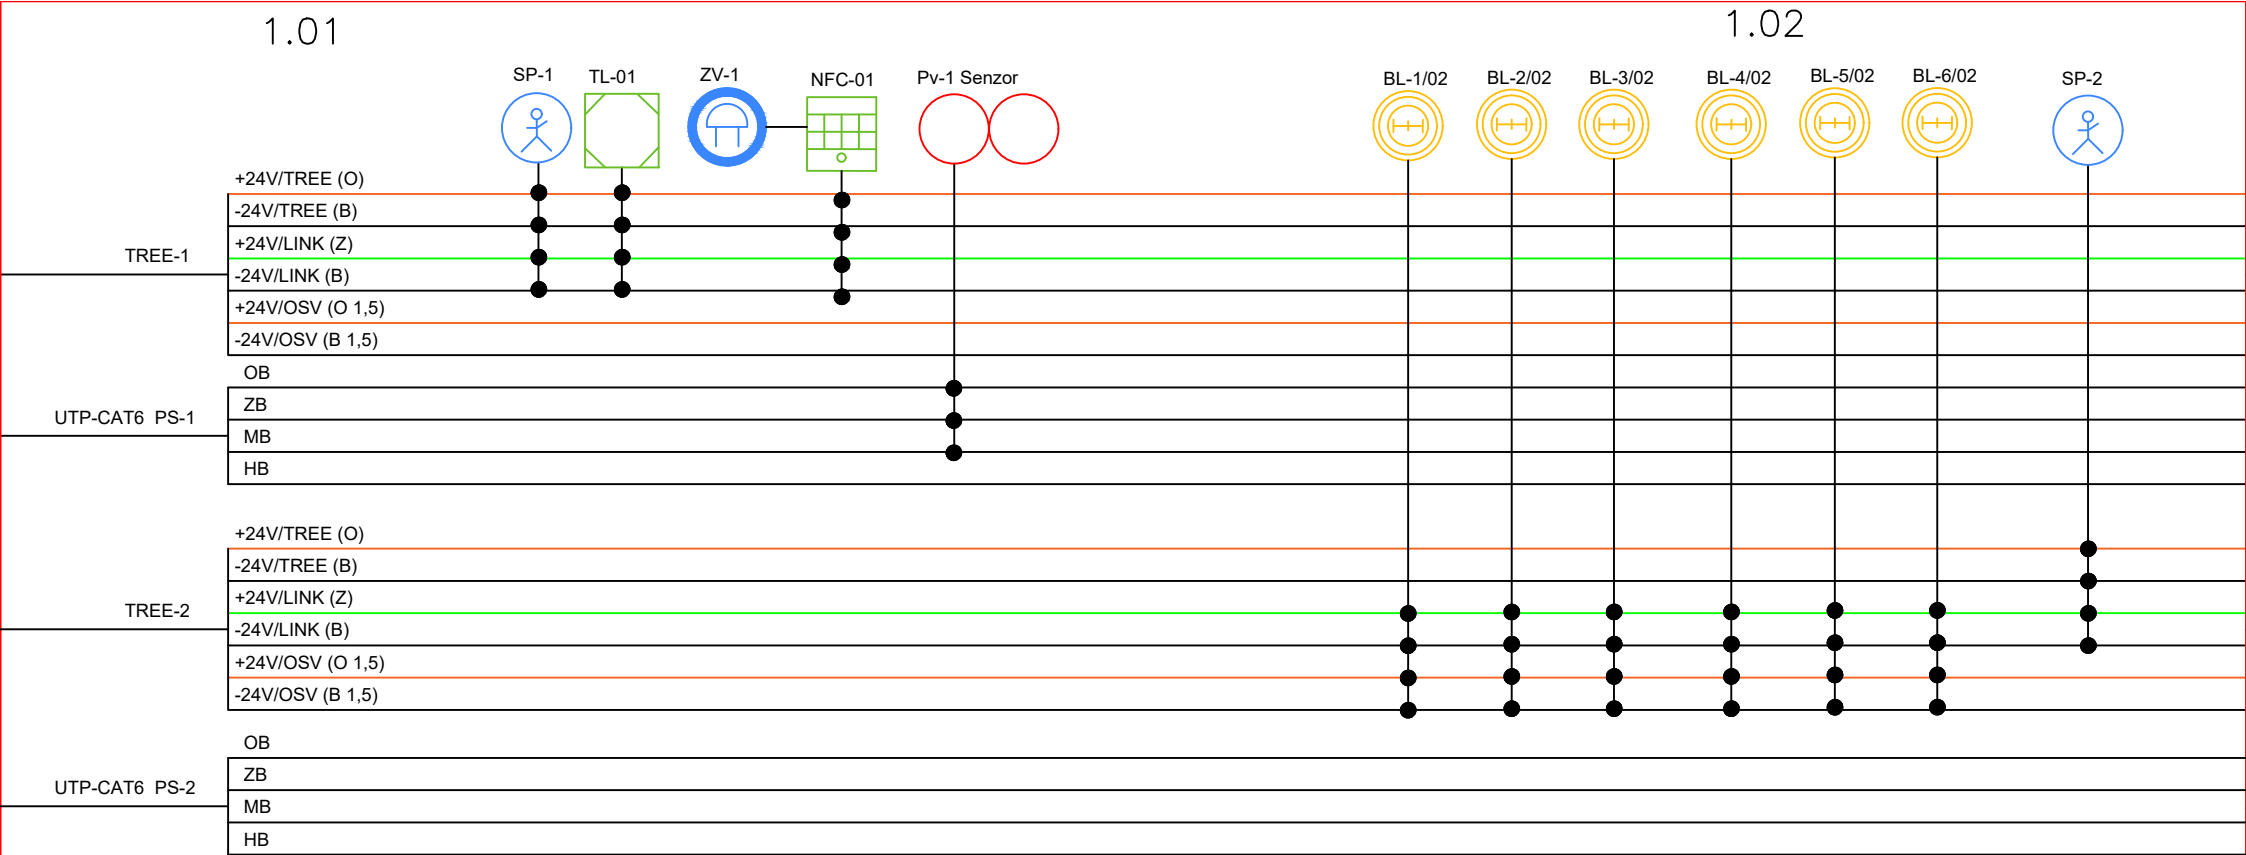 1.01
1.02
SP-1
TL-01
ZV-1
NFC-01
Pv-1 Senzor
BL-1/02
BL-2/02
BL-3/02
BL-4/02
BL-5/02
BL-6/02
SP-2
TREE-1
+24V/TREE (O)
-24V/TREE (B)
+24V/LINK (Z)
-24V/LINK (B)
+24V/OSV (O 1,5)
-24V/OSV (B 1,5)
UTP-CAT6 PS-1
OB
ZB
MB
HB
TREE-2
+24V/TREE (O)
-24V/TREE (B)
+24V/LINK (Z)
-24V/LINK (B)
+24V/OSV (O 1,5)
-24V/OSV (B 1,5)
UTP-CAT6 PS-2
OB
ZB
MB
HB